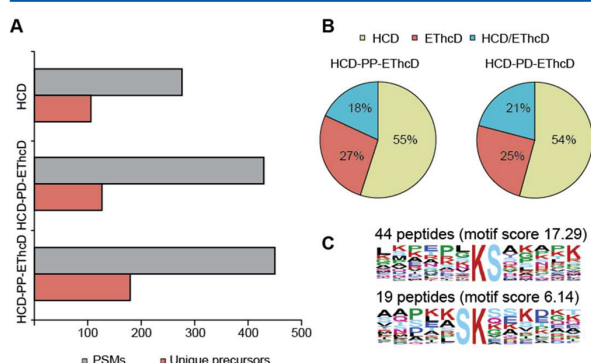 A
HCD
HCD-PD-EThcD
HCD-PP-EThcD
100
200
300
400
500
PSMs
Unique precursors
B
HCD
EThcD
HCD/EThcD
HCD-PP-EThcD
HCD-PD-EThcD
18%
55%
27%
21%
54%
25%
C
44 peptides (motif score 17.29)
KS
19 peptides (motif score 6.14)
SK